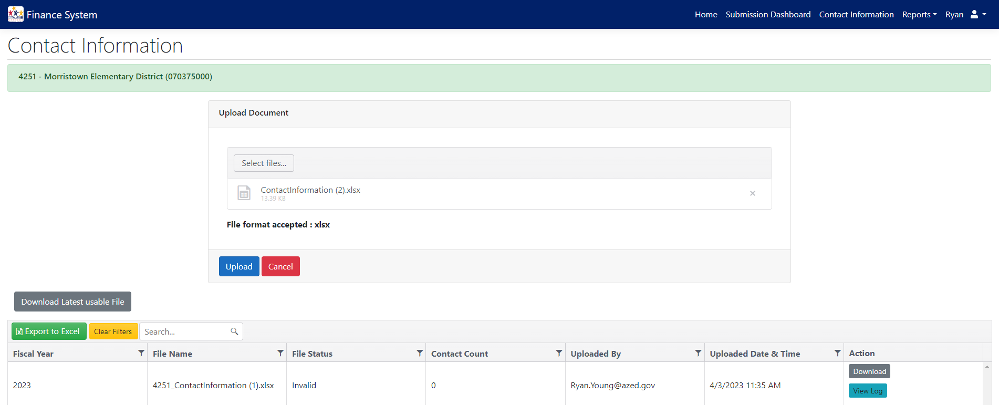 Finance System
Home Submission Dashboard Contact Information Reports Ryan
Contact Information
4251 - Morristown Elementary District (070375000)
Upload Document
Select files...
ContactInformation (2).xlsx
13.39 KB
File format accepted : xlsx
Upload Cancel
Download Latest usable File
Export to Excel Clear Filters Search...
Fiscal Year File Name File Status Contact Count Uploaded By Uploaded Date & Time Action
Download
2023 4251_ContactInformation (1).xlsx Invalid 0 Ryan.Young@azed.gov 4/3/2023 11:35 AM
View Log